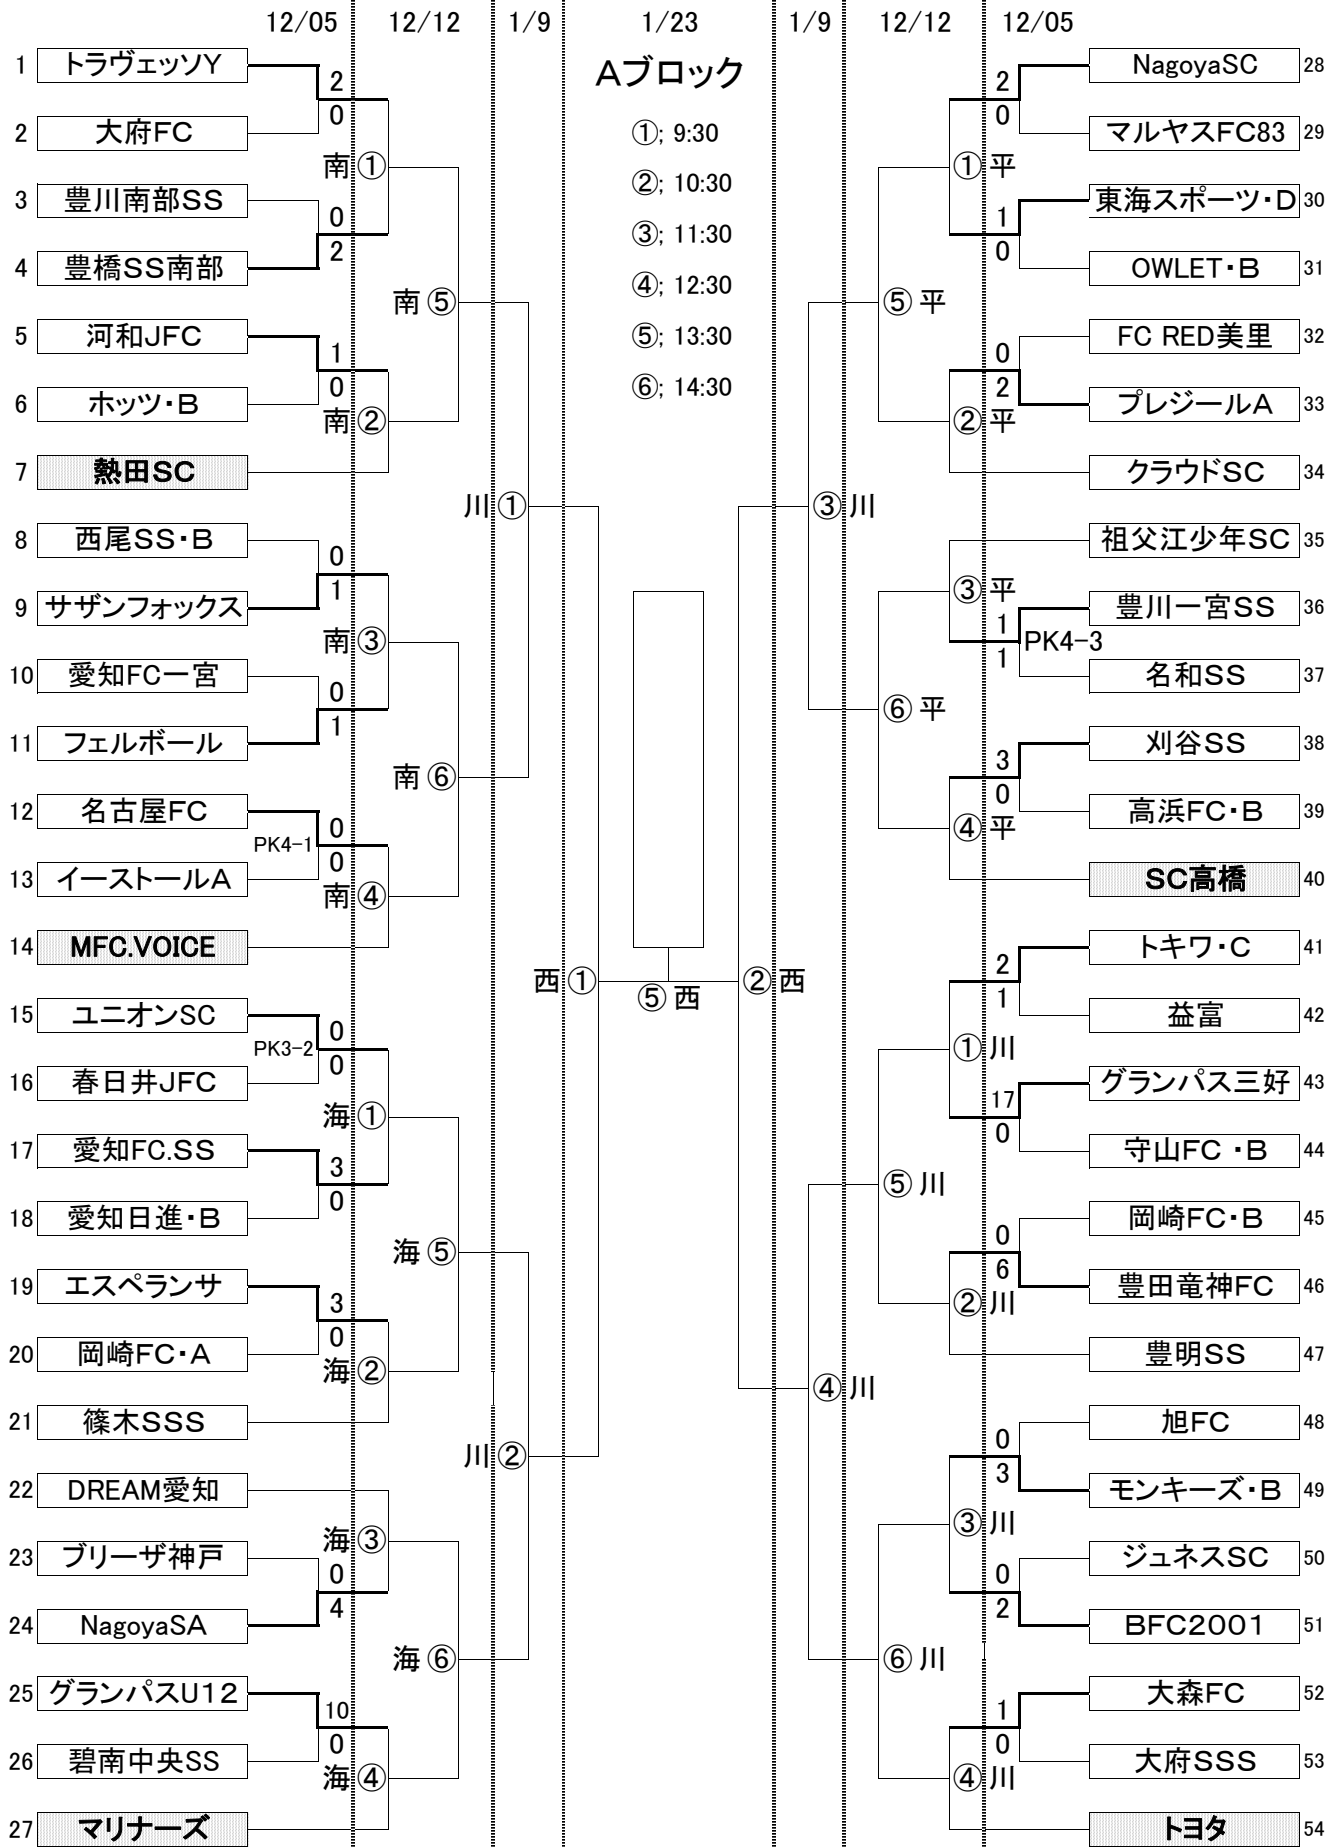 12/05 12/12 1/9 1/23 1/9 12/12 12/05
Aブロック
①; 9:30
②; 10:30
③; 11:30
④; 12:30
⑤; 13:30
⑥; 14:30
1 トラヴェッソY
2
0
2 大府FC
南①
3 豊川南部SS
0
2
4 豊橋SS南部
南⑤
5 河和JFC
1
0
6 ホッツ・B
南②
7 熱田SC
川①
8 西尾SS・B
0
1
9 サザンフォックス
南③
10 愛知FC一宮
0
1
11 フェルボール
南⑥
12 名古屋FC
0
PK4-1
0
13 イーストールA
南④
14 MFC.VOICE
西①
15 ユニオンSC
0
PK3-2
0
16 春日井JFC
海①
17 愛知FC.SS
3
0
18 愛知日進・B
海⑤
19 エスペランサ
3
0
20 岡崎FC・A
海②
21 篠木SSS
川②
22 DREAM愛知
海③
23 ブリーザ神戸
0
4
24 NagoyaSA
海⑥
25 グランパスU12
10
0
26 碧南中央SS
海④
27 マリナーズ
⑤西
NagoyaSC 28
2
0
マルヤスFC83 29
①平
東海スポーツ・D 30
1
0
OWLET・B 31
⑤平
FC RED美里 32
0
2
プレジールA 33
②平
クラウドSC 34
③川
祖父江少年SC 35
③平
豊川一宮SS 36
1
PK4-3
1
名和SS 37
⑥平
刈谷SS 38
3
0
高浜FC・B 39
④平
SC高橋 40
②西
トキワ・C 41
2
1
益富 42
①川
グランパス三好 43
17
0
守山FC ・B 44
⑤川
岡崎FC・B 45
0
6
豊田竜神FC 46
②川
豊明SS 47
④川
旭FC 48
0
3
モンキーズ・B 49
③川
ジュネスSC 50
0
2
BFC2001 51
⑥川
大森FC 52
1
0
大府SSS 53
④川
トヨタ 54